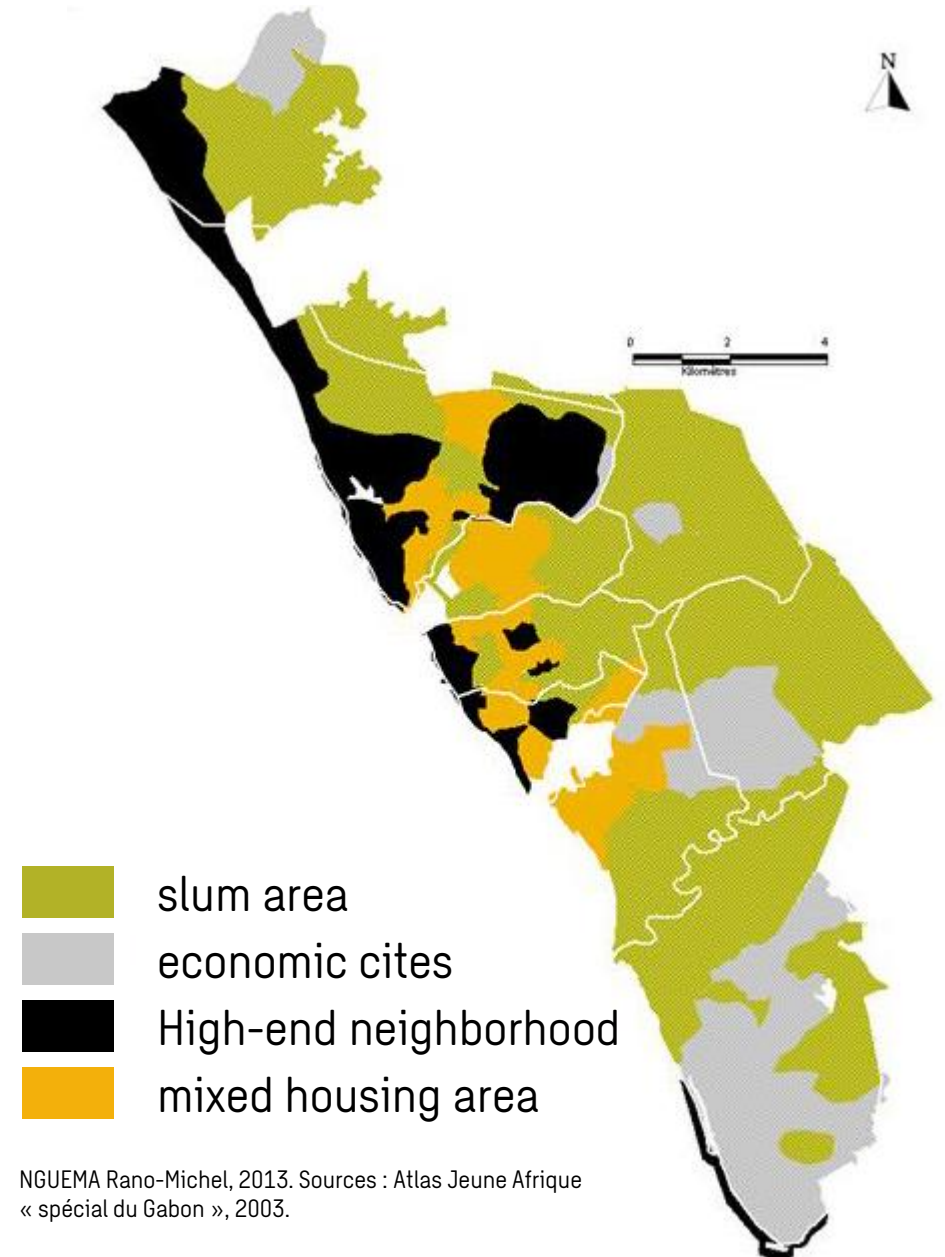 N
0 2 4
Kilomètres
slum area
economic cites
High-end neighborhood
mixed housing area
NGUEMA Rano-Michel, 2013. Sources : Atlas Jeune Afrique
« spécial du Gabon », 2003.